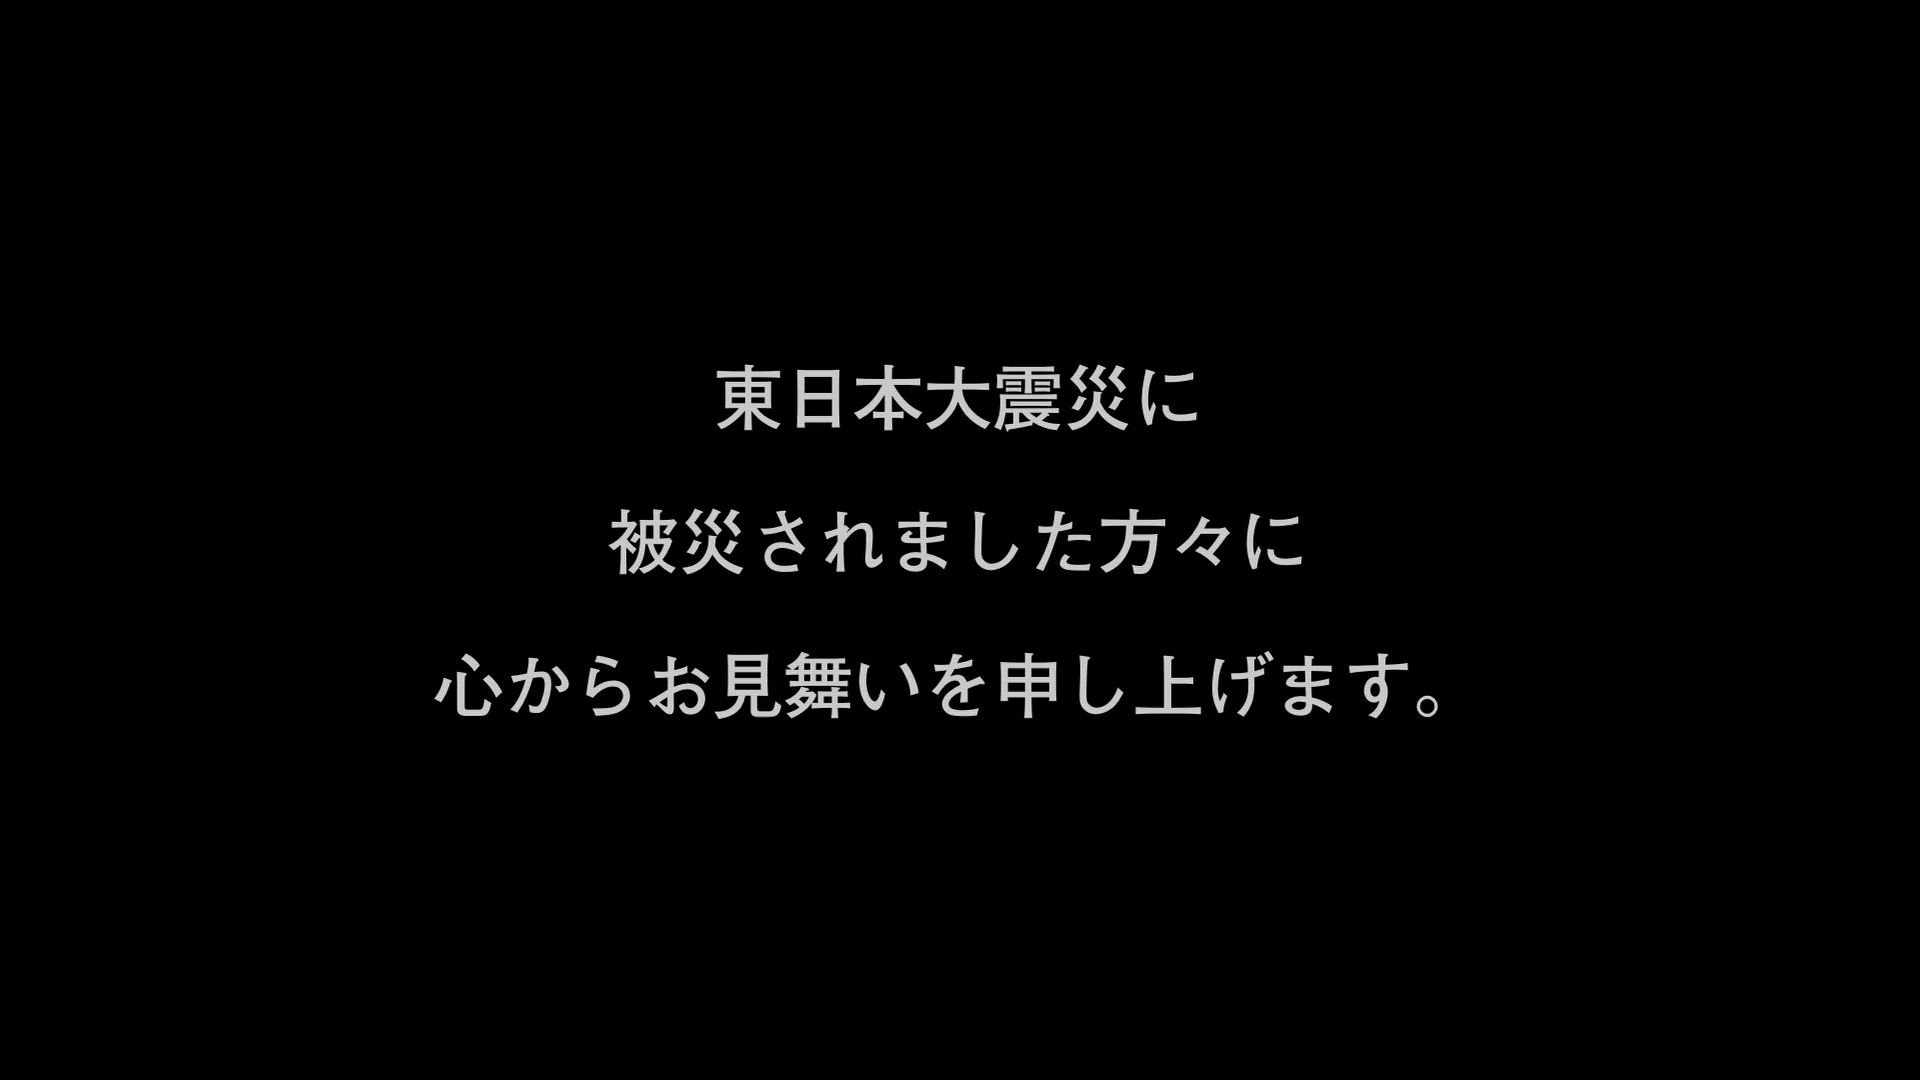 東日本大震災に
被災されました方々に
心からお見舞いを申し上げます。